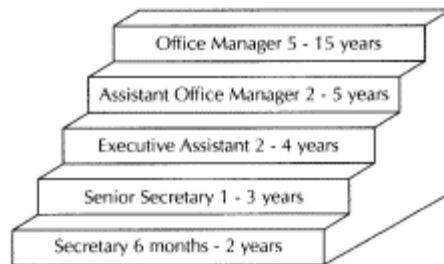 Office Manager 5 - 15 years
Assistant Office Manager 2 - 5 years
Executive Assistant 2 - 4 years
Senior Secretary 1 - 3 years
Secretary 6 months - 2 years